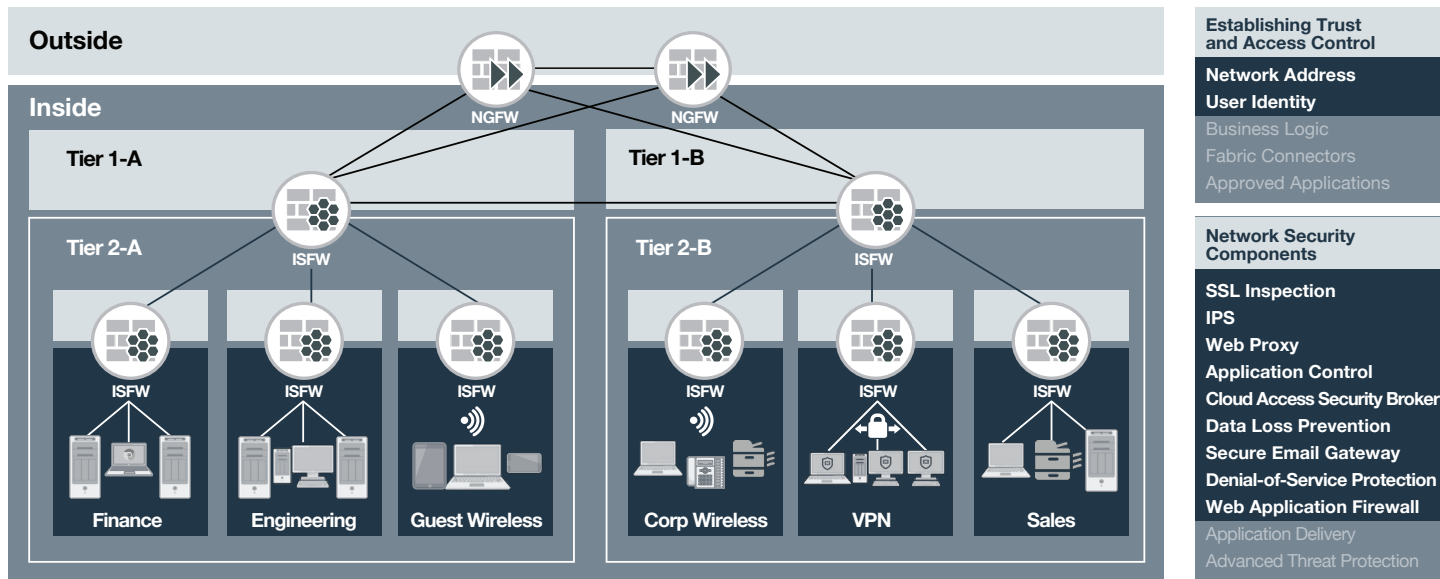 Outside
NGFW
NGFW
Inside
Tier 1-A
Tier 1-B
ISFW
ISFW
Tier 2-A
Tier 2-B
ISFW
ISFW
ISFW
ISFW
ISFW
ISFW
Finance
Engineering
Guest Wireless
Corp Wireless
VPN
Sales
Establishing Trust
and Access Control
Network Address
User Identity
Business Logic
Fabric Connectors
Approved Applications
Network Security
Components
SSL Inspection
IPS
Web Proxy
Application Control
Cloud Access Security Broker
Data Loss Prevention
Secure Email Gateway
Denial-of-Service Protection
Web Application Firewall
Application Delivery
Advanced Threat Protection